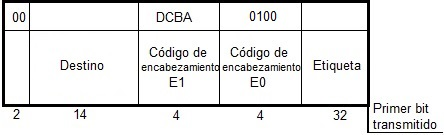 00
DCBA
0100
Destino
Código de
encabezamiento
E1
Código de
encabezamiento
E0
Etiqueta
2
14
4
4
32
Primer bit
transmitido